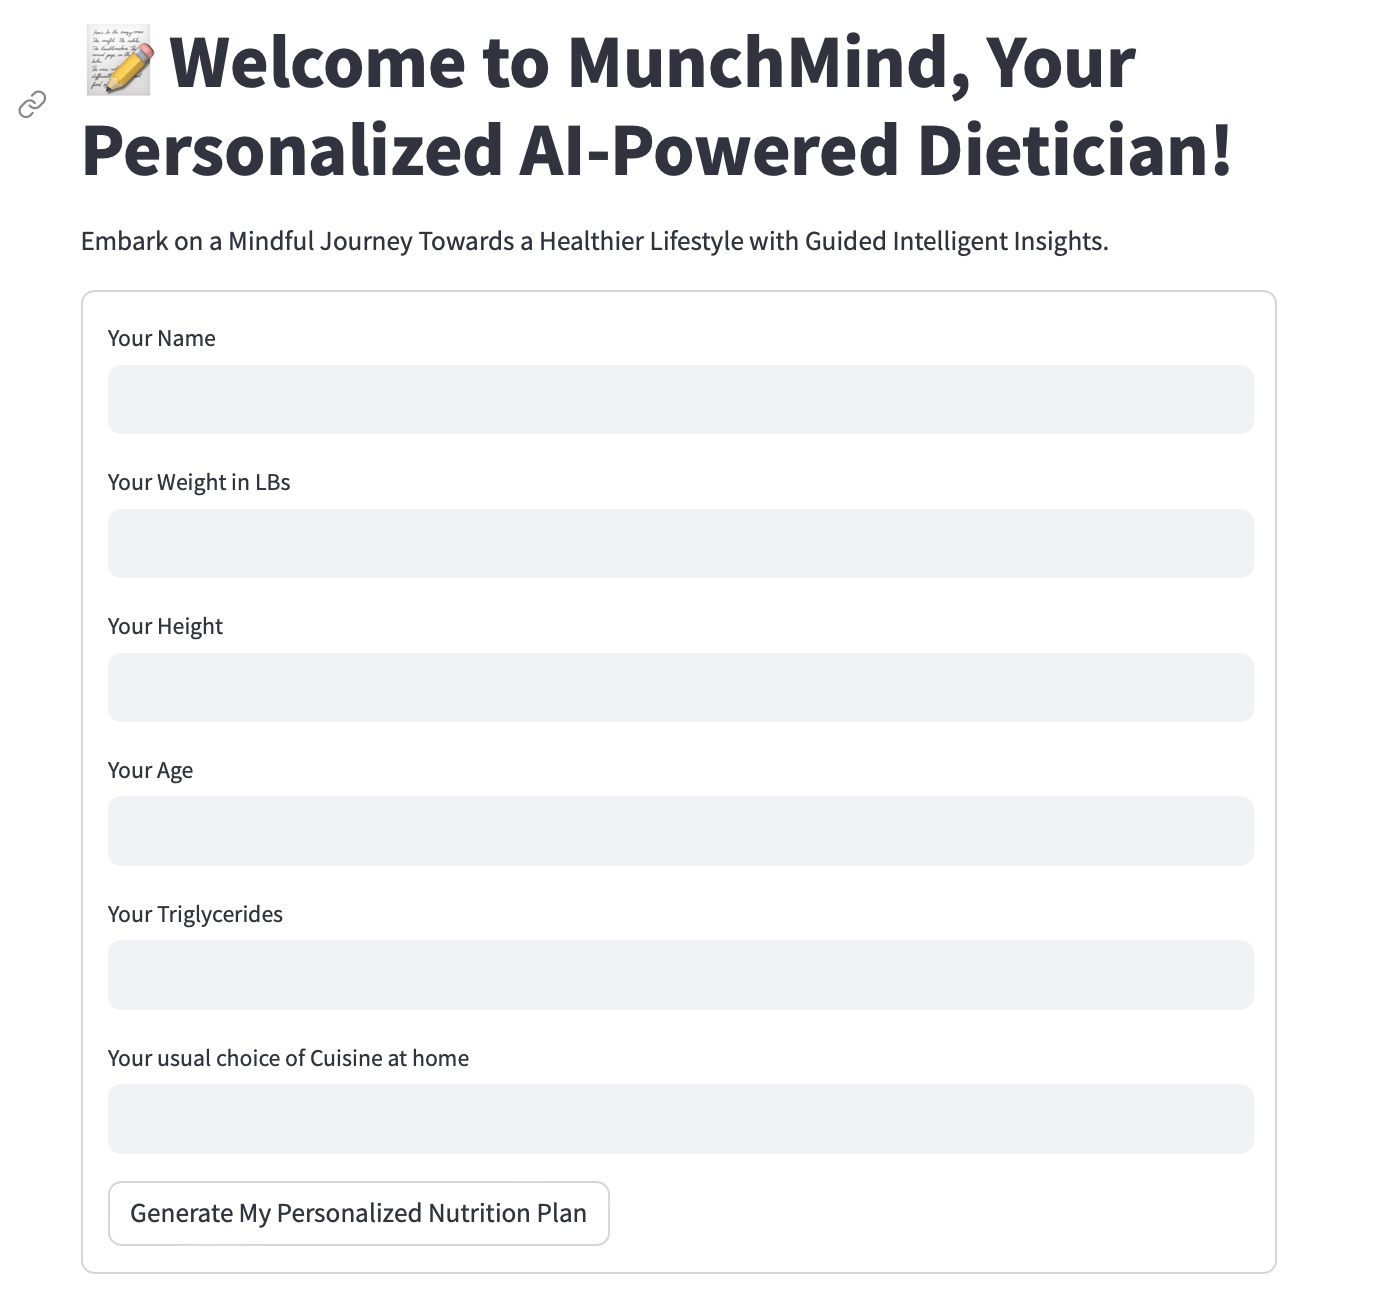 Welcome to MunchMind, Your
Personalized AI-Powered Dietician!
Embark on a Mindful Journey Towards a Healthier Lifestyle with Guided Intelligent Insights.
Your Name
Your Weight in LBs
Your Height
Your Age
Your Triglycerides
Your usual choice of Cuisine at home
Generate My Personalized Nutrition Plan